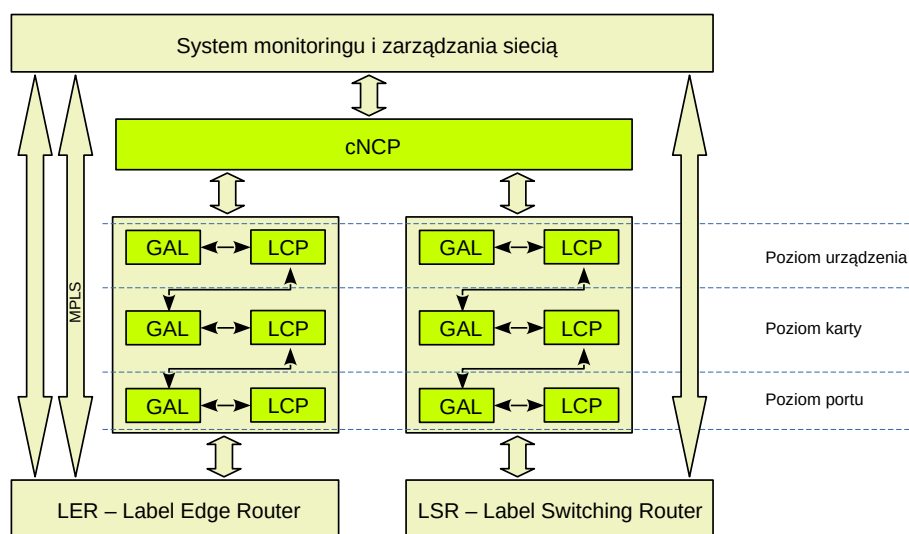 System monitoringu i zarządzania siecią
cNCP
MPLS
GAL LCP GAL LCP Poziom urządzenia
GAL LCP GAL LCP Poziom karty
GAL LCP GAL LCP Poziom portu
LER – Label Edge Router LSR – Label Switching Router